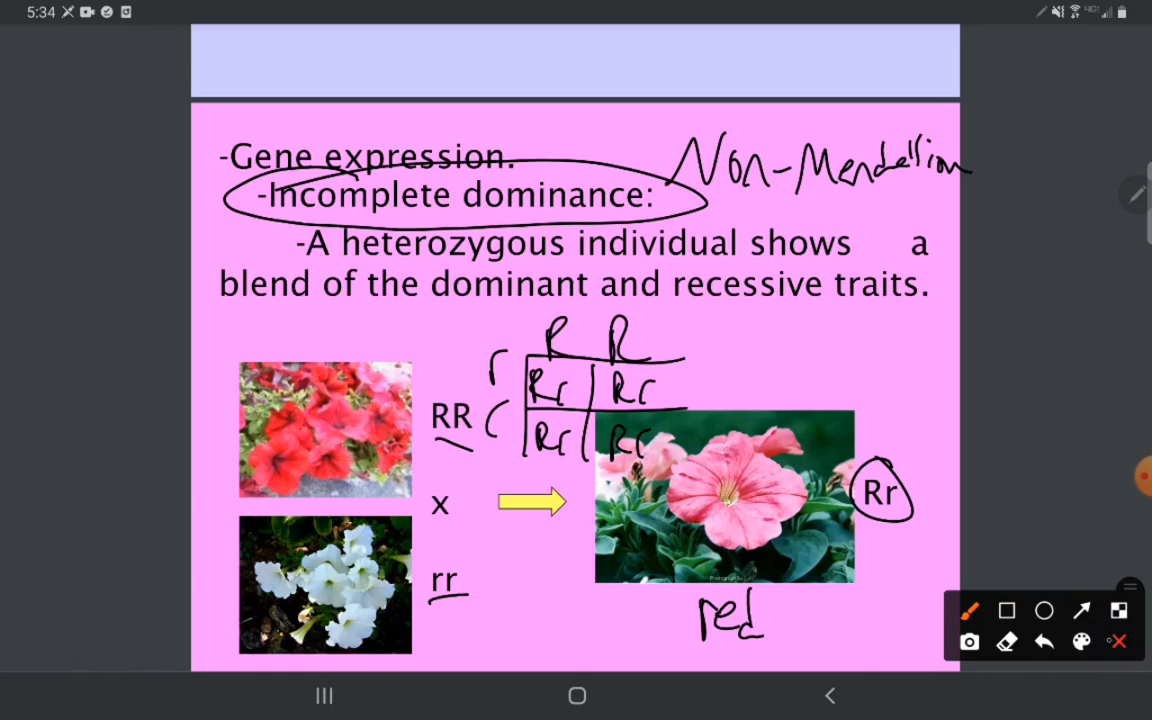 5:34
-Gene expression.
Non-Mendellian
-Incomplete dominance:
-A heterozygous individual shows a
blend of the dominant and recessive traits.
R R
r Rr Rr
RR r Rr Rr
Rr
x
rr
red